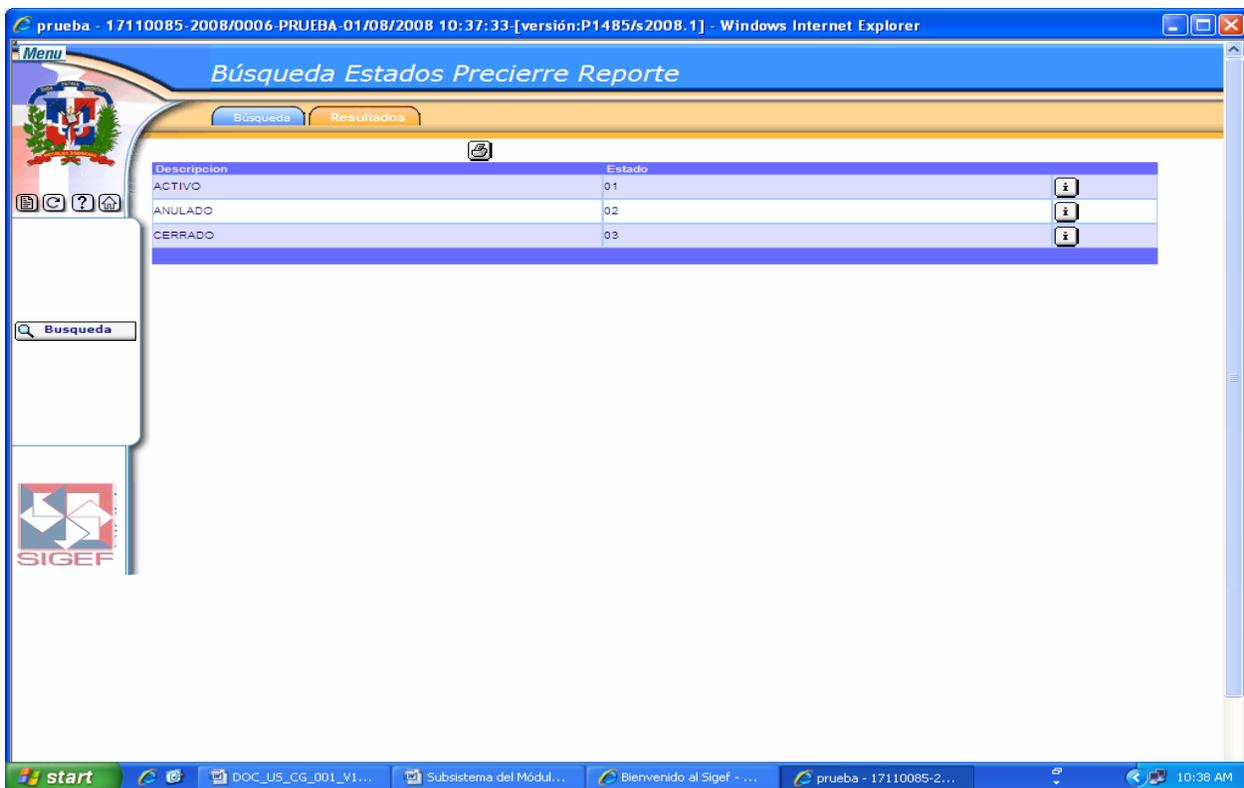 prueba - 17110085-2008/0006-PRUEBA-01/08/2008 10:37:33-[versión:P1485/s2008.1] - Windows Internet Explorer
Menu
Búsqueda Estados Precierre Reporte
Búsqueda
Resultados
Descripcion Estado
ACTIVO 01 i
ANULADO 02 i
CERRADO 03 i
Busqueda
SIGEF
start
DOC_US_CG_001_V1...
Subsistema del Módul...
Bienvenido al Sigef - ...
prueba - 17110085-2...
10:38 AM